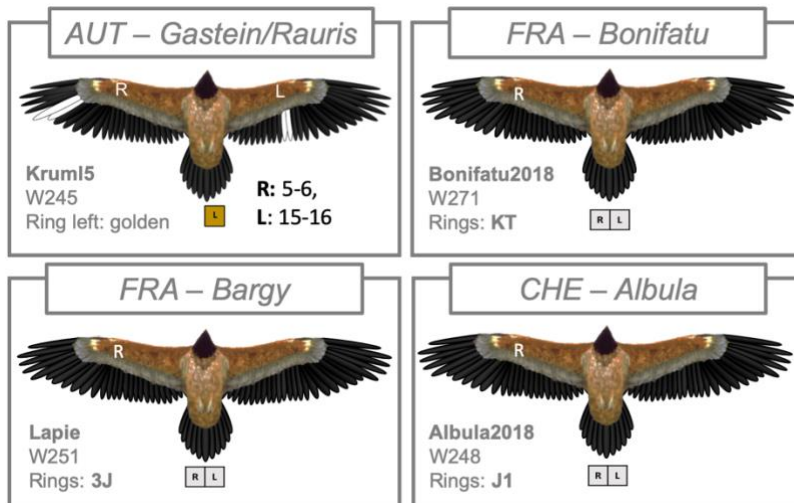 AUT – Gastein/Rauris
R L
Kruml5
W245
Ring left: golden
R: 5-6,
L: 15-16
L
FRA – Bonifatu
R
Bonifatu2018
W271
Rings: KT
R L
FRA – Bargy
R
Lapie
W251
Rings: 3J
R L
CHE – Albula
R
Albula2018
W248
Rings: J1
R L